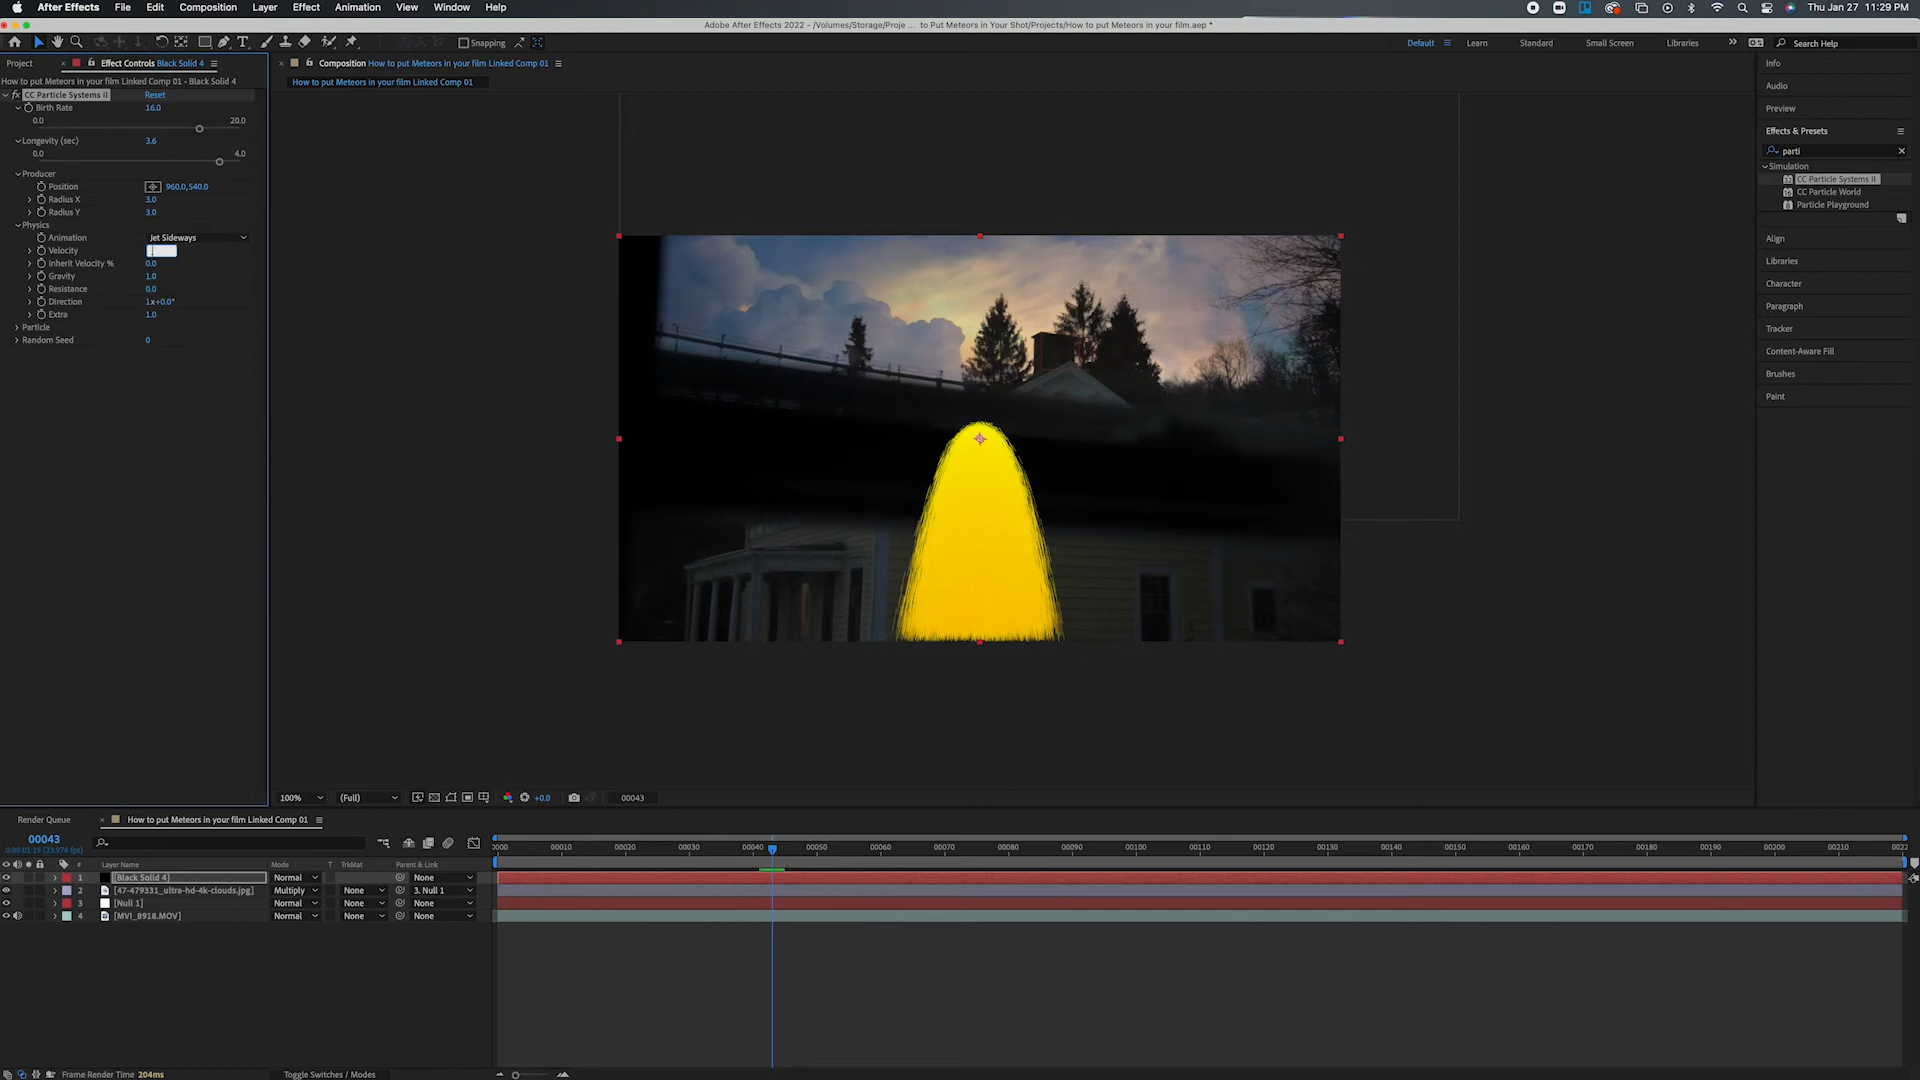 After Effects File Edit Composition Layer Effect Animation View Window Help Thu Jan 27 11:29 PM
Adobe After Effects 2022 - /Volumes/Storage/Proje ... to Put Meteors in Your Shot/Projects/How to put Meteors in your film.aep *
Snapping Default Learn Standard Small Screen Libraries Search Help
Project Effect Controls Black Solid 4 Composition How to put Meteors in your film Linked Comp 01 Info
How to put Meteors in your film Linked Comp 01 - Black Solid 4 How to put Meteors in your film Linked Comp 01
Audio
fx CC Particle Systems II Reset
Birth Rate 16.0 Preview
0.0 20.0
Effects & Presets
Longevity (sec) 3.6
parti
0.0 4.0
Simulation
Producer
CC Particle Systems II
Position 960.0,540.0
CC Particle World
Radius X 3.0
Particle Playground
Radius Y 3.0
Physics
Animation Jet Sideways Align
Velocity
Inherit Velocity % 0.0 Libraries
Gravity 1.0
Resistance 0.0 Character
Direction 1x+0.0° Paragraph
Extra 1.0
Particle Tracker
Random Seed 0
Content-Aware Fill
Brushes
Paint
100% (Full) +0.0 00043
Render Queue How to put Meteors in your film Linked Comp 01
00043
0:00:01:19 (23.976 fps)
0000 00010 00020 00030 00040 00050 00060 00070 00080 00090 00100 00110 00120 00130 00140 00150 00160 00170 00180 00190 00200 00210 0022
# Layer Name Mode T TrkMat Parent & Link
1 [Black Solid 4] Normal None
2 [47-479331_ultra-hd-4k-clouds.jpg] Multiply None 3. Null 1
3 [Null 1] Normal None None
4 [MVI_8918.MOV] Normal None None
Frame Render Time 204ms Toggle Switches / Modes